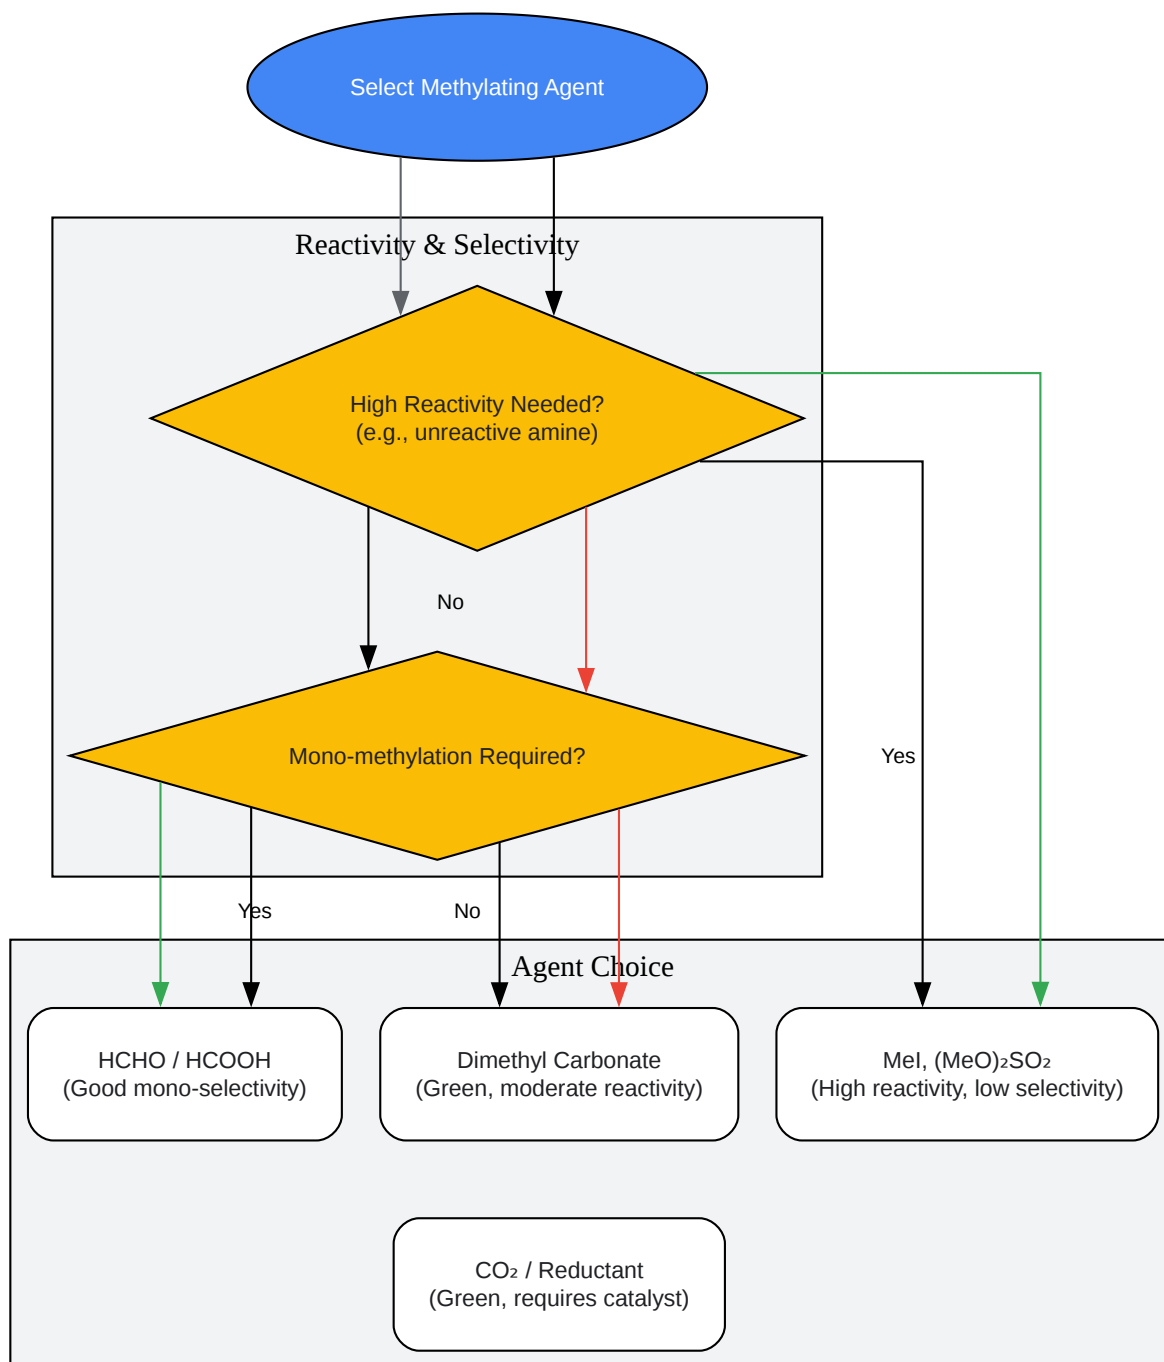 Select Methylating Agent
Reactivity & Selectivity
High Reactivity Needed?
(e.g., unreactive amine)
No
Mono-methylation Required?
Yes
Yes
No
Agent Choice
HCHO / HCOOH
(Good mono-selectivity)
Dimethyl Carbonate
(Green, moderate reactivity)
MeI, (MeO)₂SO₂
(High reactivity, low selectivity)
CO₂ / Reductant
(Green, requires catalyst)